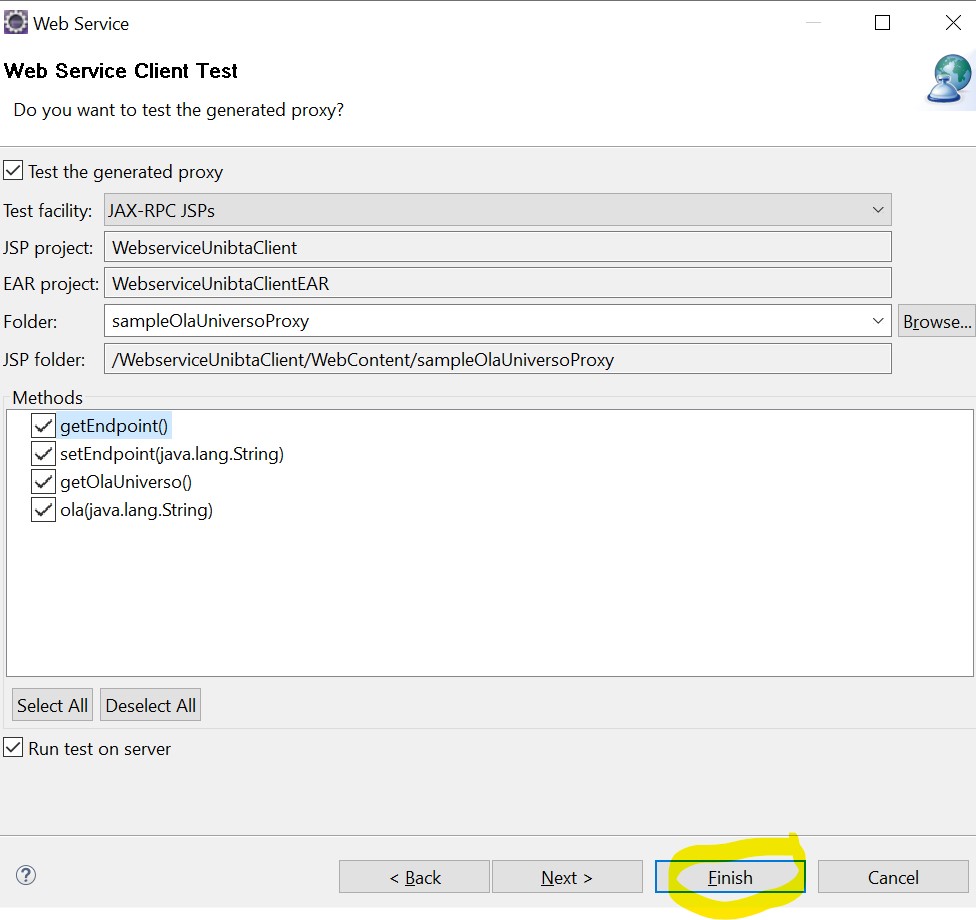 Web Service
Web Service Client Test
Do you want to test the generated proxy?
Test the generated proxy
Test facility: JAX-RPC JSPs
JSP project: WebserviceUnibtaClient
EAR project: WebserviceUnibtaClientEAR
Folder: sampleOlaUniversoProxy Browse...
JSP folder: /WebserviceUnibtaClient/WebContent/sampleOlaUniversoProxy
Methods
getEndpoint()
setEndpoint(java.lang.String)
getOlaUniverso()
ola(java.lang.String)
Select All Deselect All
Run test on server
? < Back Next > Finish Cancel